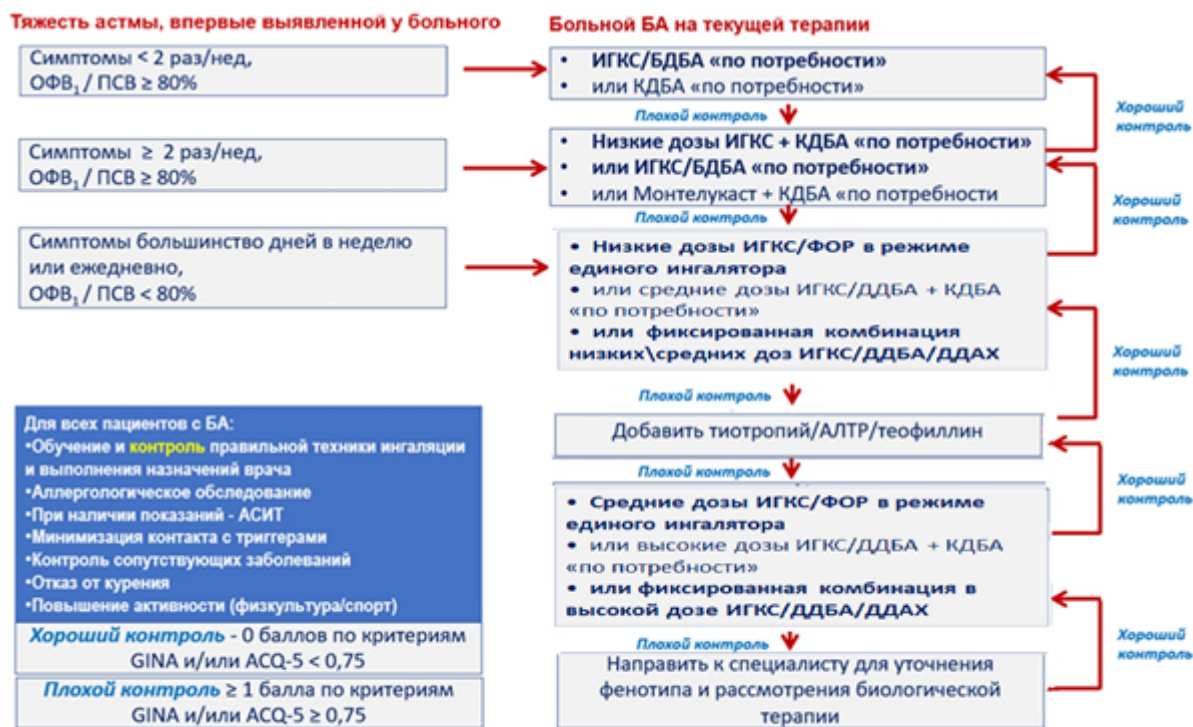 Тяжесть астмы, впервые выявленной у больного
Симптомы < 2 раз/нед,
ОФВ₁ / ПСВ ≥ 80%
Симптомы ≥ 2 раз/нед,
ОФВ₁ / ПСВ ≥ 80%
Симптомы большинство дней в неделю
или ежедневно,
ОФВ₁ / ПСВ < 80%
Для всех пациентов с БА:
•Обучение и контроль правильной техники ингаляции
и выполнения назначений врача
•Аллергологическое обследование
•При наличии показаний - АСИТ
•Минимизация контакта с триггерами
•Контроль сопутствующих заболеваний
•Отказ от курения
•Повышение активности (физкультура/спорт)
Хороший контроль - 0 баллов по критериям
GINA и/или ACQ-5 < 0,75
Плохой контроль ≥ 1 балла по критериям
GINA и/или ACQ-5 ≥ 0,75
Больной БА на текущей терапии
• ИГКС/БДБА «по потребности»
• или КДБА «по потребности»
Плохой контроль
• Низкие дозы ИГКС + КДБА «по потребности»
• или ИГКС/БДБА «по потребности»
• или Монтелукаст + КДБА «по потребности
Плохой контроль
• Низкие дозы ИГКС/ФОР в режиме
единого ингалятора
• или средние дозы ИГКС/ДДБА + КДБА
«по потребности»
• или фиксированная комбинация
низких\средних доз ИГКС/ДДБА/ДДАХ
Плохой контроль
Добавить тиотропий/АЛТР/теофиллин
Плохой контроль
• Средние дозы ИГКС/ФОР в режиме
единого ингалятора
• или высокие дозы ИГКС/ДДБА + КДБА
«по потребности»
• или фиксированная комбинация в
высокой дозе ИГКС/ДДБА/ДДАХ
Плохой контроль
Направить к специалисту для уточнения
фенотипа и рассмотрения биологической
терапии
Хороший
контроль
Хороший
контроль
Хороший
контроль
Хороший
контроль
Хороший
контроль